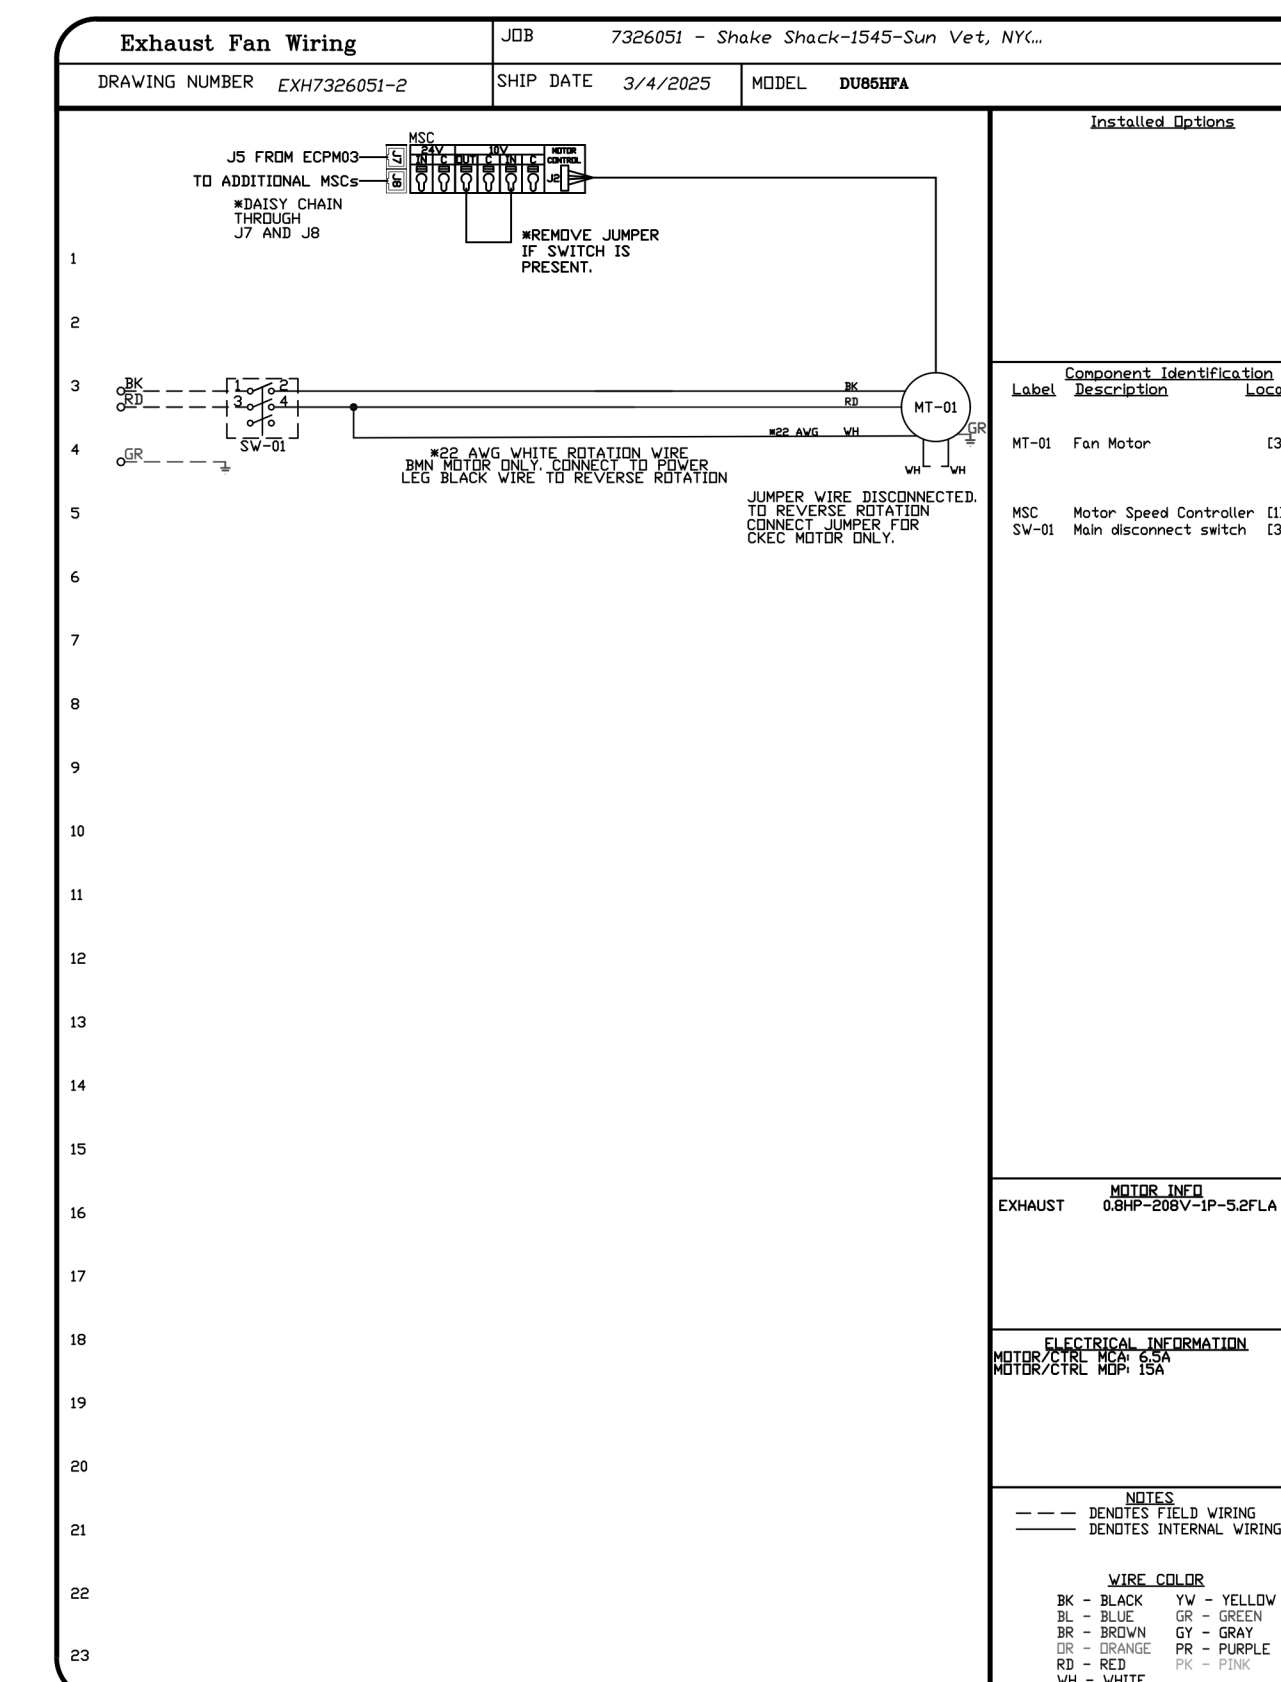 Exhaust Fan Wiring
JOB 7326051 - Shake Shack-1545-Sun Vet, NY(...
DRAWING NUMBER EXH7326051-2
SHIP DATE 3/4/2025
MODEL DU85HFA
MSC
24V 10V MOTOR
IN C OUT C IN C CONTROL
J5 FROM ECPM03 J7
TO ADDITIONAL MSCs J8
J2
*DAISY CHAIN
THROUGH
J7 AND J8
*REMOVE JUMPER
IF SWITCH IS
PRESENT.
1
2
3
BK 1 2 BK
RD 3 4 RD
MT-01
*22 AWG WH
GR
4
SW-01
GR
WH WH
*22 AWG WHITE ROTATION WIRE
BMN MOTOR ONLY. CONNECT TO POWER
LEG BLACK WIRE TO REVERSE ROTATION
JUMPER WIRE DISCONNECTED.
TO REVERSE ROTATION
CONNECT JUMPER FOR
CKEC MOTOR ONLY.
5
6
7
8
9
10
11
12
13
14
15
16
17
18
19
20
21
22
23
Installed Options
Component Identification
Label Description
MT-01 Fan Motor [3
MSC Motor Speed Controller [1]
SW-01 Main disconnect switch [3
MOTOR INFO
EXHAUST 0.8HP-208V-1P-5.2FLA
ELECTRICAL INFORMATION
MOTOR/CTRL MCA: 6.5A
MOTOR/CTRL MOP: 15A
NOTES
DENOTES FIELD WIRING
DENOTES INTERNAL WIRING
WIRE COLOR
BK - BLACK YW - YELLOW
BL - BLUE GR - GREEN
BR - BROWN GY - GRAY
OR - ORANGE PR - PURPLE
RD - RED PK - PINK
WH - WHITE